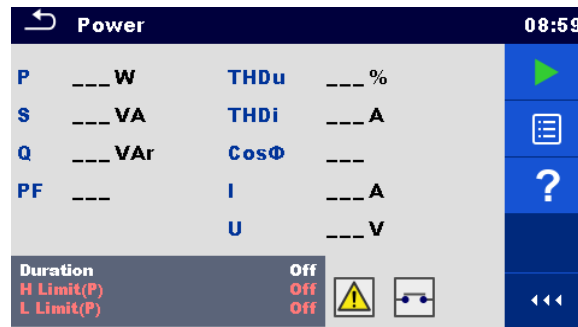 Power 08:59
P ___W THDu ___%
S ___VA THDi ___A
Q ___VAr CosΦ ___
PF ___ I ___A
U ___V
?
Duration Off
H Limit(P) Off
L Limit(P) Off